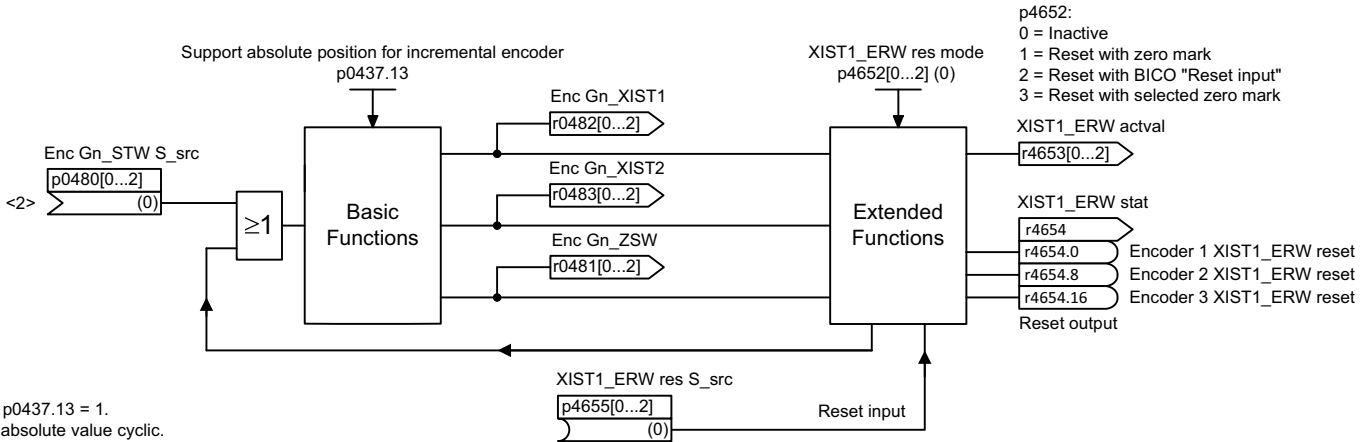 p4652:
0 = Inactive
1 = Reset with zero mark
2 = Reset with BICO "Reset input"
3 = Reset with selected zero mark
Support absolute position for incremental encoder
p0437.13
XIST1_ERW res mode
p4652[0...2] (0)
Enc Gn_XIST1
r0482[0...2]
XIST1_ERW actval
r4653[0...2]
Enc Gn_STW S_src
p0480[0...2]
<2>
(0)
≥1
Basic
Functions
Enc Gn_XIST2
r0483[0...2]
Enc Gn_ZSW
r0481[0...2]
Extended
Functions
XIST1_ERW stat
r4654
r4654.0 Encoder 1 XIST1_ERW reset
r4654.8 Encoder 2 XIST1_ERW reset
r4654.16 Encoder 3 XIST1_ERW reset
Reset output
XIST1_ERW res S_src
p4655[0...2]
(0)
Reset input
p0437.13 = 1.
absolute value cyclic.